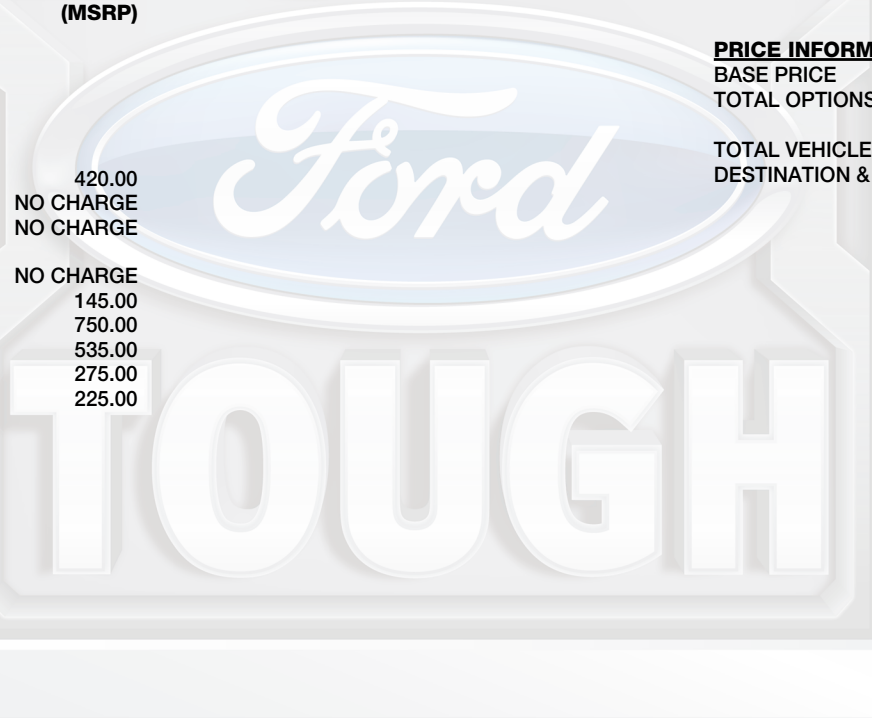 (MSRP)
420.00
NO CHARGE
NO CHARGE
NO CHARGE
145.00
750.00
535.00
275.00
225.00
PRICE INFORM
BASE PRICE
TOTAL OPTIONS
TOTAL VEHICLE
DESTINATION &
Ford
TOUGH